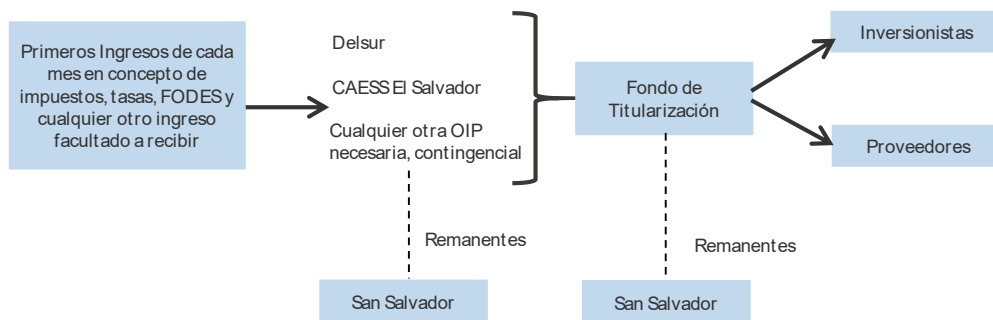 Primeros Ingresos de cada
mes en concepto de
impuestos, tasas, FODES y
cualquier otro ingreso
facultado a recibir
Delsur
CAESS El Salvador
Cualquier otra OIP
necesaria, contingencial
Fondo de
Titularización
Inversionistas
Proveedores
Remanentes
Remanentes
San Salvador
San Salvador